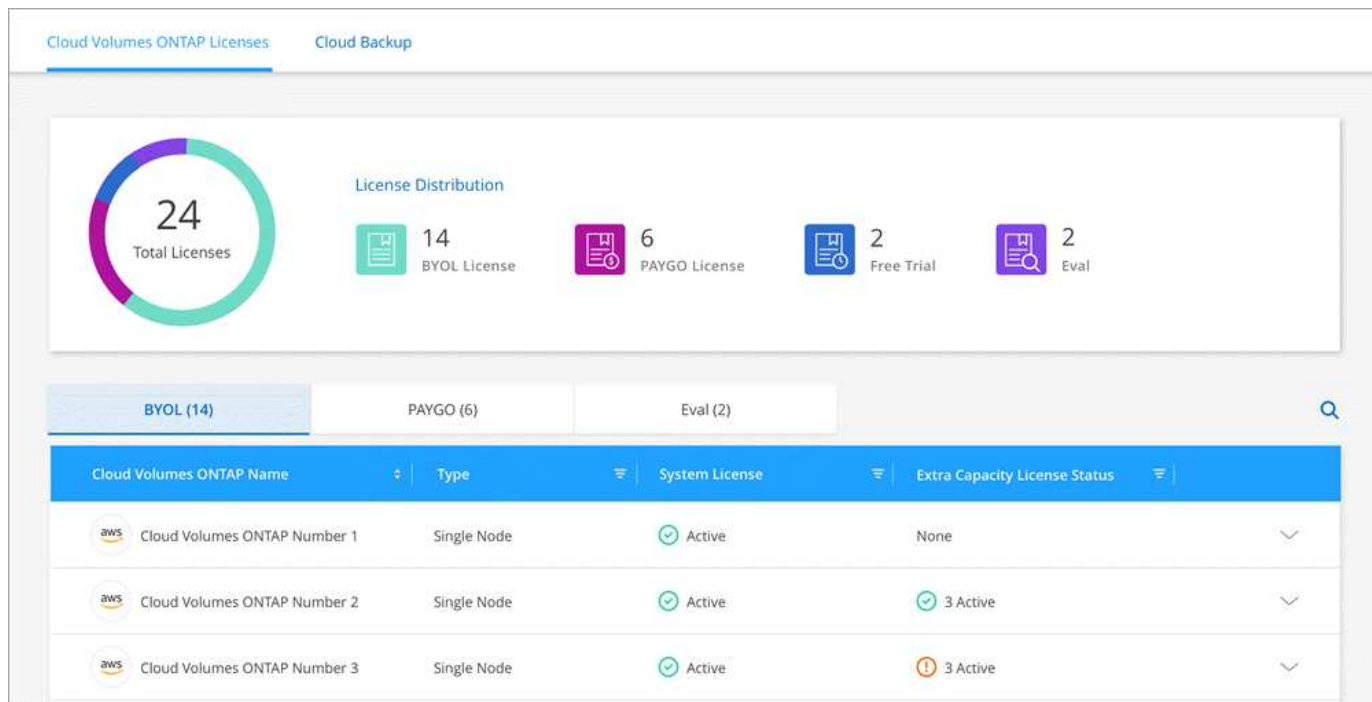 Cloud Volumes ONTAP Licenses Cloud Backup
24
Total Licenses
License Distribution
14
BYOL License
6
PAYGO License
2
Free Trial
2
Eval
BYOL (14) PAYGO (6) Eval (2)
Cloud Volumes ONTAP Name Type System License Extra Capacity License Status
aws Cloud Volumes ONTAP Number 1 Single Node Active None
aws Cloud Volumes ONTAP Number 2 Single Node Active 3 Active
aws Cloud Volumes ONTAP Number 3 Single Node Active 3 Active